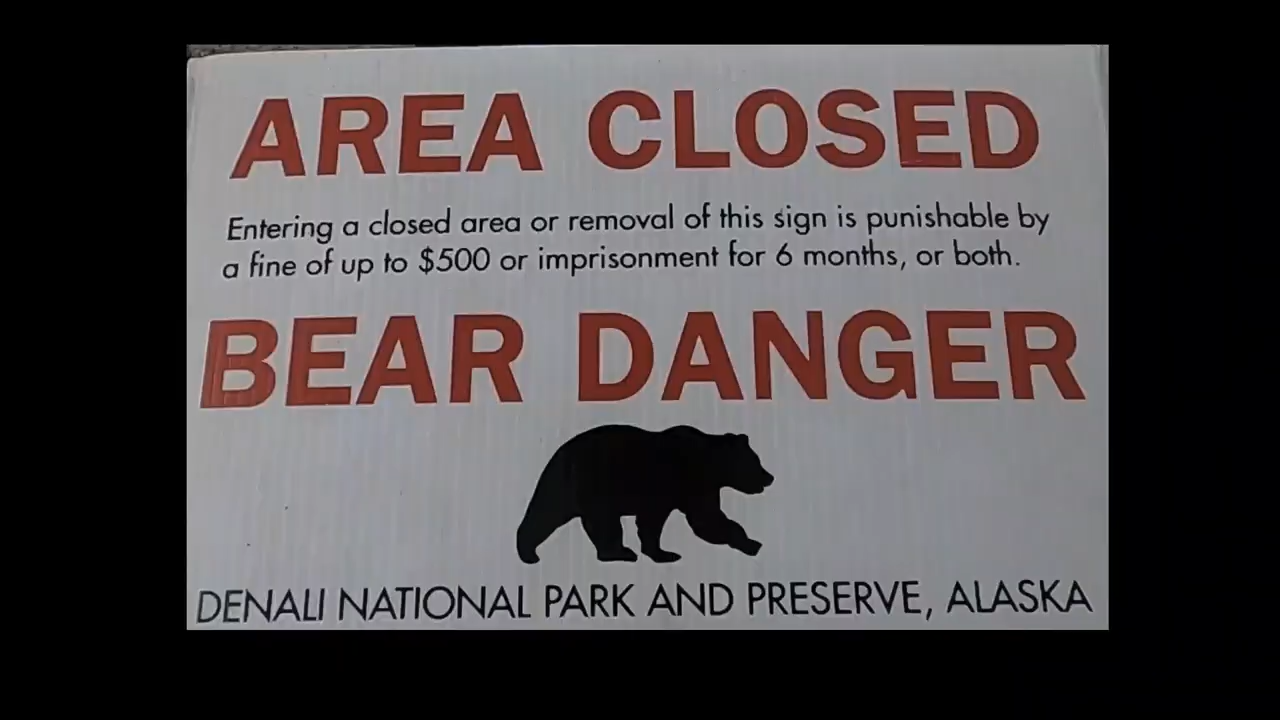 AREA CLOSED
Entering a closed area or removal of this sign is punishable by
a fine of up to $500 or imprisonment for 6 months, or both.
BEAR DANGER
DENALI NATIONAL PARK AND PRESERVE, ALASKA